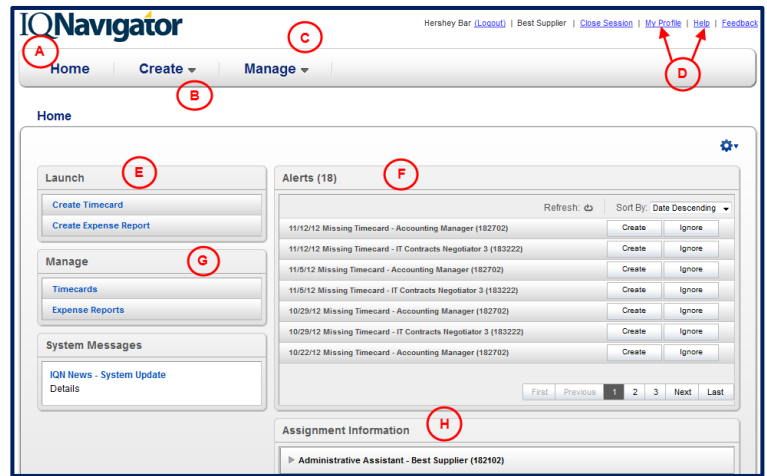 IQNavigator
Hershey Bar (Logout) | Best Supplier | Close Session | My Profile | Help | Feedback
A
C
Home Create Manage
D
B
Home
Launch
E
Create Timecard
Create Expense Report
Manage
G
Timecards
Expense Reports
System Messages
IQN News - System Update
Details
Alerts (18)
F
Refresh: Sort By: Date Descending
11/12/12 Missing Timecard - Accounting Manager (182702) Create Ignore
11/12/12 Missing Timecard - IT Contracts Negotiator 3 (183222) Create Ignore
11/5/12 Missing Timecard - Accounting Manager (182702) Create Ignore
11/5/12 Missing Timecard - IT Contracts Negotiator 3 (183222) Create Ignore
10/29/12 Missing Timecard - Accounting Manager (182702) Create Ignore
10/29/12 Missing Timecard - IT Contracts Negotiator 3 (183222) Create Ignore
10/22/12 Missing Timecard - Accounting Manager (182702) Create Ignore
First Previous 1 2 3 Next Last
Assignment Information
H
Administrative Assistant - Best Supplier (182102)